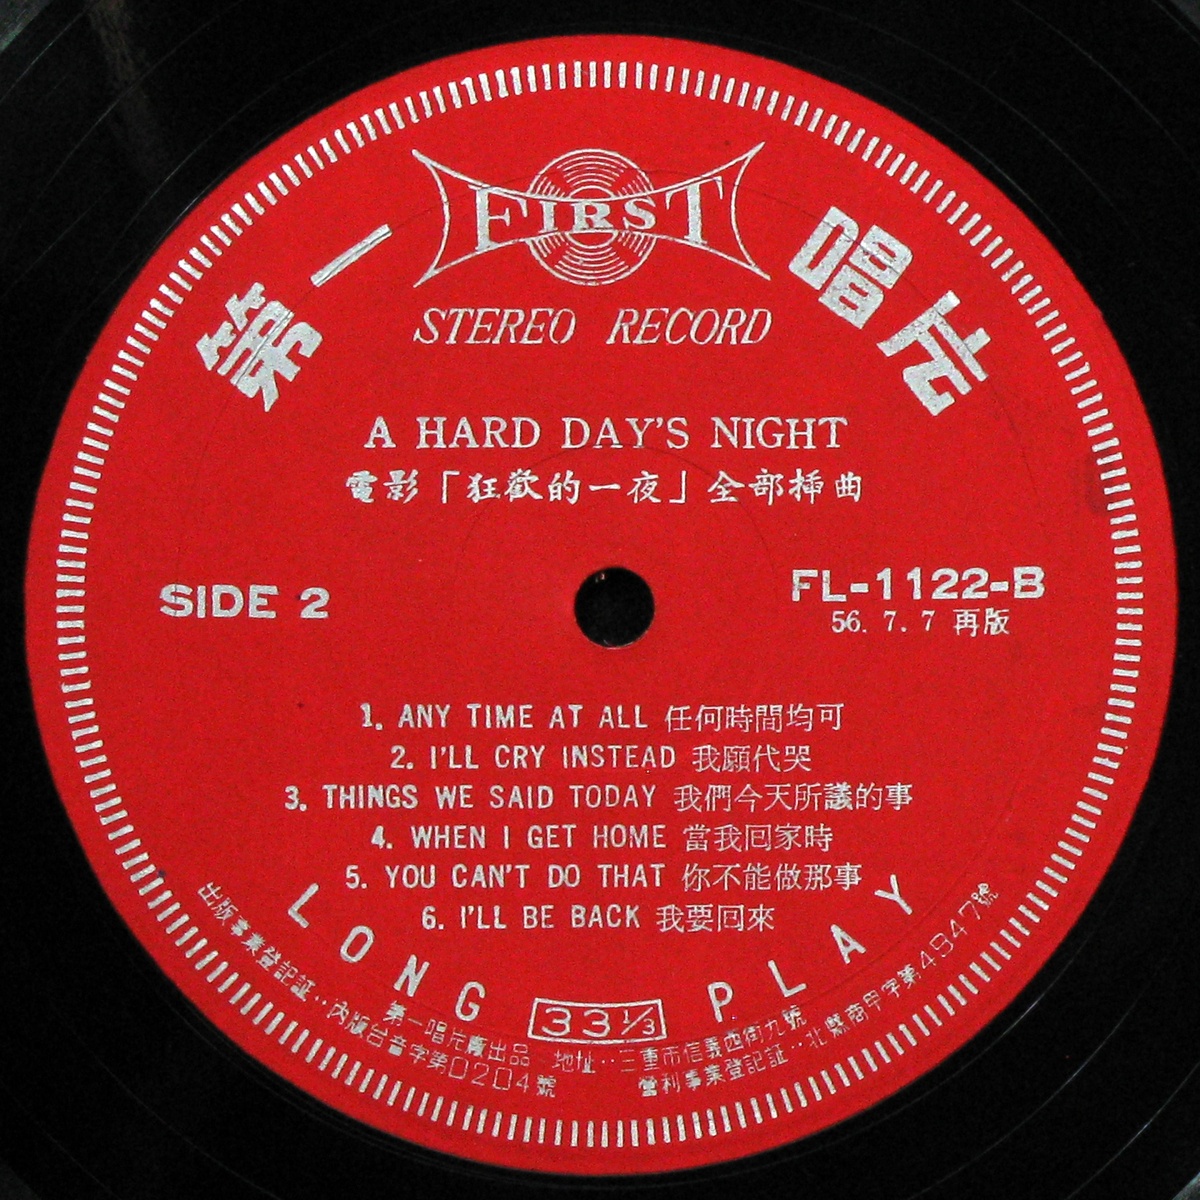 FIRST
第一唱片
STEREO RECORD
A HARD DAY'S NIGHT
電影「狂歡的一夜」全部插曲
SIDE 2
FL-1122-B
56. 7. 7 再版
1. ANY TIME AT ALL 任何時間均可
2. I'LL CRY INSTEAD 我願代哭
3. THINGS WE SAID TODAY 我們今天所議的事
4. WHEN I GET HOME 當我回家時
5. YOU CAN'T DO THAT 你不能做那事
6. I'LL BE BACK 我要回來
LONG PLAY
33⅓
第一唱片廠出品 地址‥三重市信義西街九號
出版事業登記証‥內版台音字第0204號 營利事業登記証‥北縣商甲字第4947號